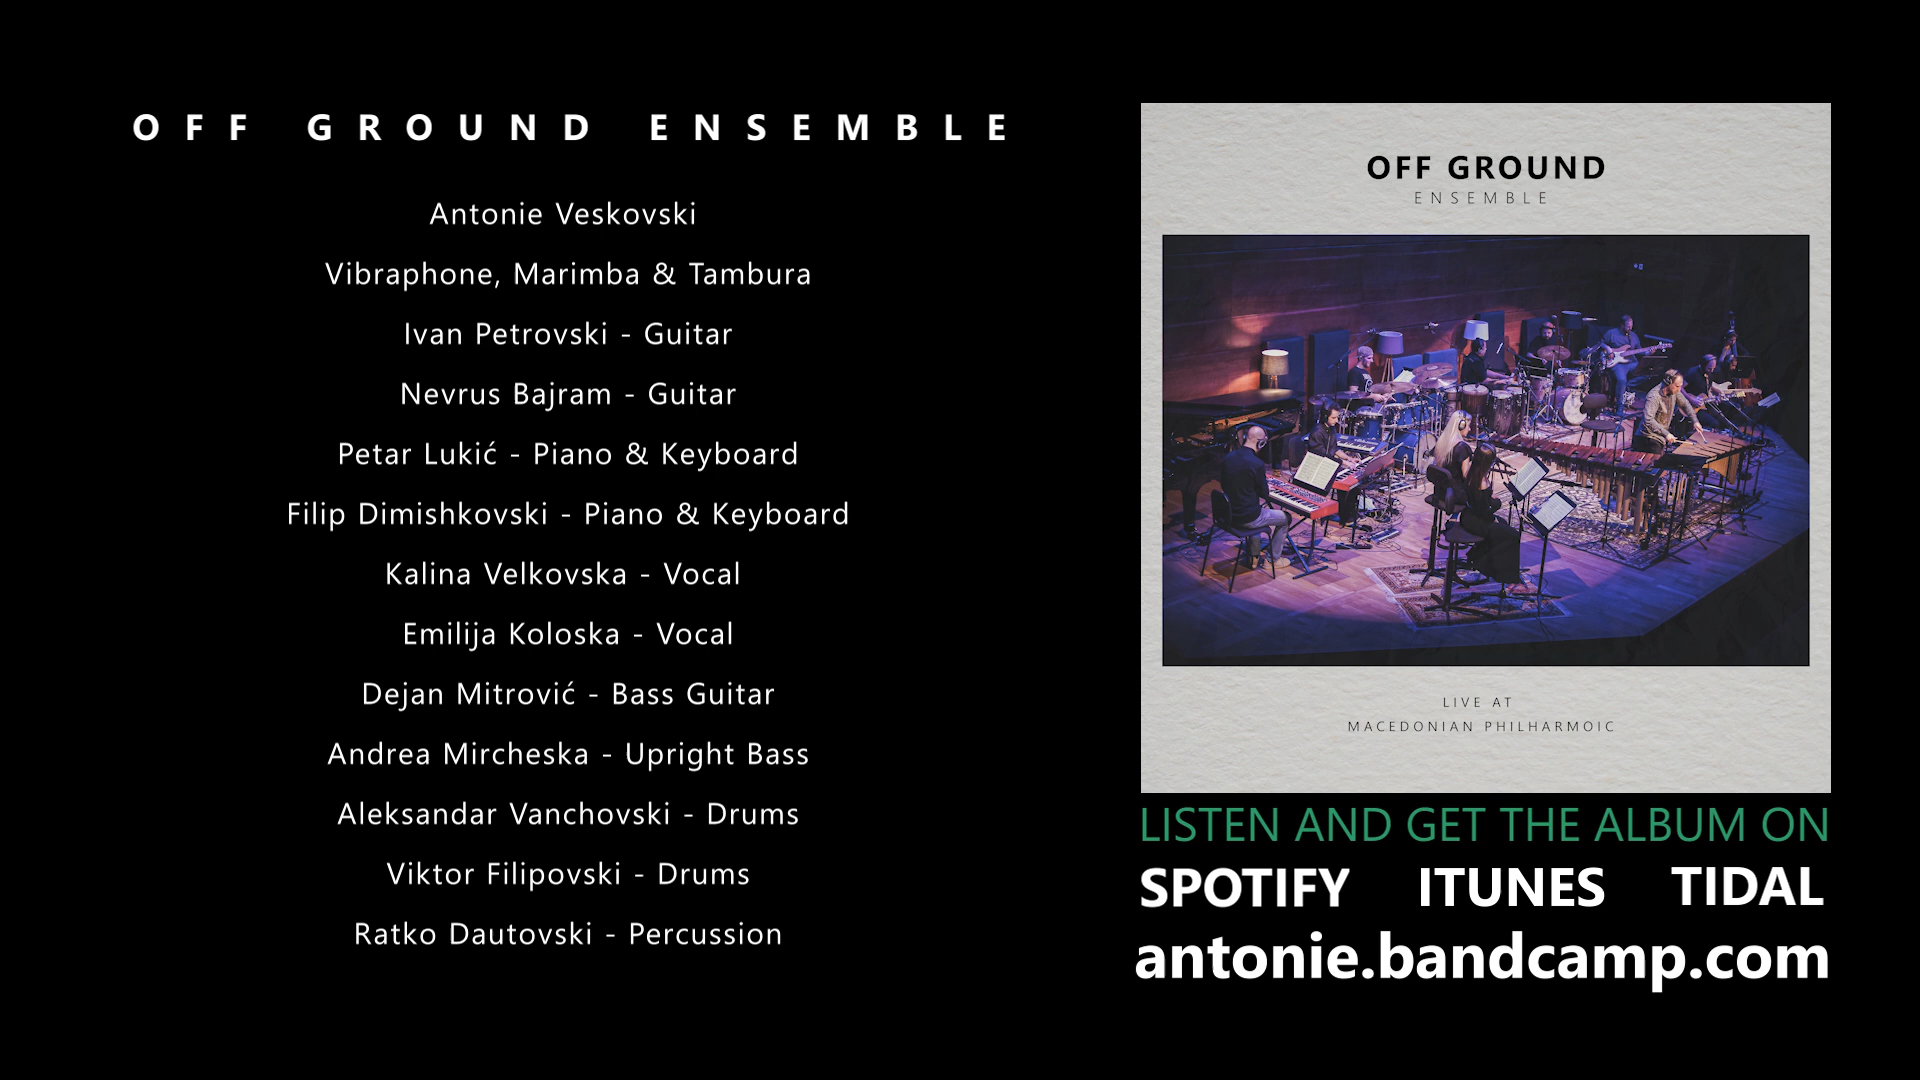 OFF GROUND ENSEMBLE
Antonie Veskovski
Vibraphone, Marimba & Tambura
Ivan Petrovski - Guitar
Nevrus Bajram - Guitar
Petar Lukić - Piano & Keyboard
Filip Dimishkovski - Piano & Keyboard
Kalina Velkovska - Vocal
Emilija Koloska - Vocal
Dejan Mitrović - Bass Guitar
Andrea Mircheska - Upright Bass
Aleksandar Vanchovski - Drums
Viktor Filipovski - Drums
Ratko Dautovski - Percussion
OFF GROUND
ENSEMBLE
LIVE AT
MACEDONIAN PHILHARMOIC
LISTEN AND GET THE ALBUM ON
SPOTIFY ITUNES TIDAL
antonie.bandcamp.com